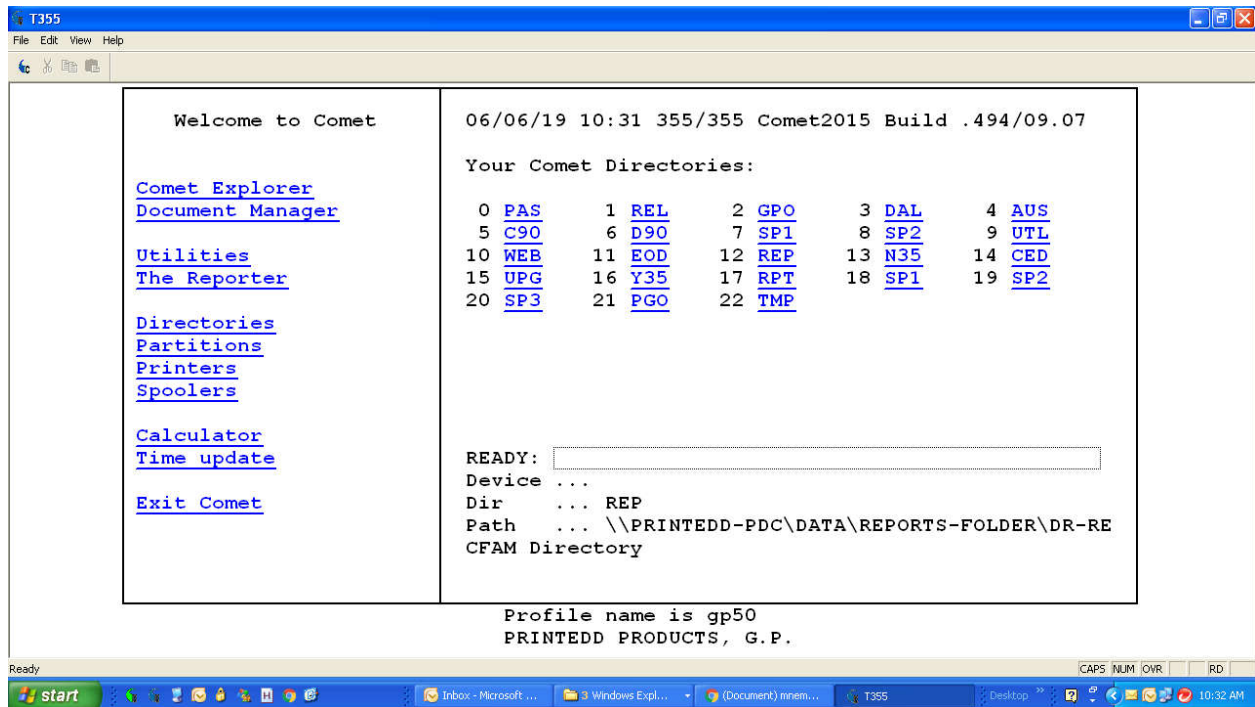 T355
File Edit View Help
Welcome to Comet
Comet Explorer
Document Manager
Utilities
The Reporter
Directories
Partitions
Printers
Spoolers
Calculator
Time update
Exit Comet
06/06/19 10:31 355/355 Comet2015 Build .494/09.07
Your Comet Directories:
0 PAS 1 REL 2 GPO 3 DAL 4 AUS
5 C90 6 D90 7 SP1 8 SP2 9 UTL
10 WEB 11 EOD 12 REP 13 N35 14 CED
15 UPG 16 Y35 17 RPT 18 SP1 19 SP2
20 SP3 21 PGO 22 TMP
READY:
Device ...
Dir ... REP
Path ... \\PRINTEDD-PDC\DATA\REPORTS-FOLDER\DR-RE
CFAM Directory
Profile name is gp50
PRINTEDD PRODUCTS, G.P.
Ready CAPS NUM OVR RD
start Inbox - Microsoft ... 3 Windows Expl... (Document) mnem... T355 Desktop » 10:32 AM